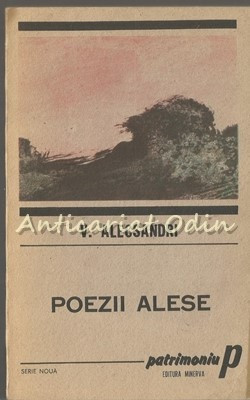 Anticariat Odin
V. ALECSANDRI
POEZII ALESE
SERIE NOUĂ
patrimoniu P
EDITURA MINERVA